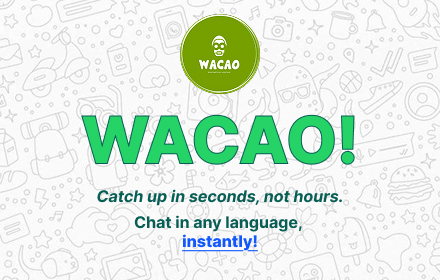 WACAO
WACAO!
Catch up in seconds, not hours.
Chat in any language,
instantly!